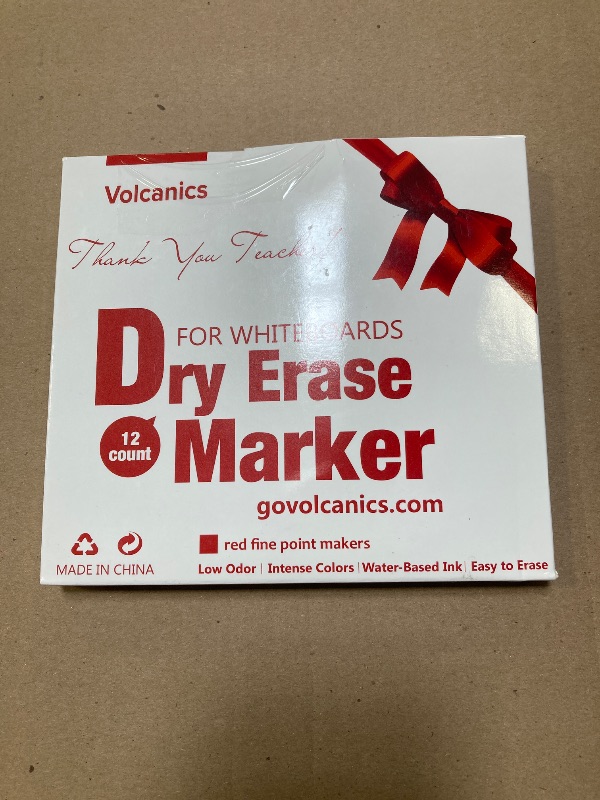 Volcanics
Thank You Teacher!
FOR WHITEBOARDS
Dry Erase
12
count
Marker
govolcanics.com
red fine point makers
MADE IN CHINA
Low Odor | Intense Colors | Water-Based Ink | Easy to Erase